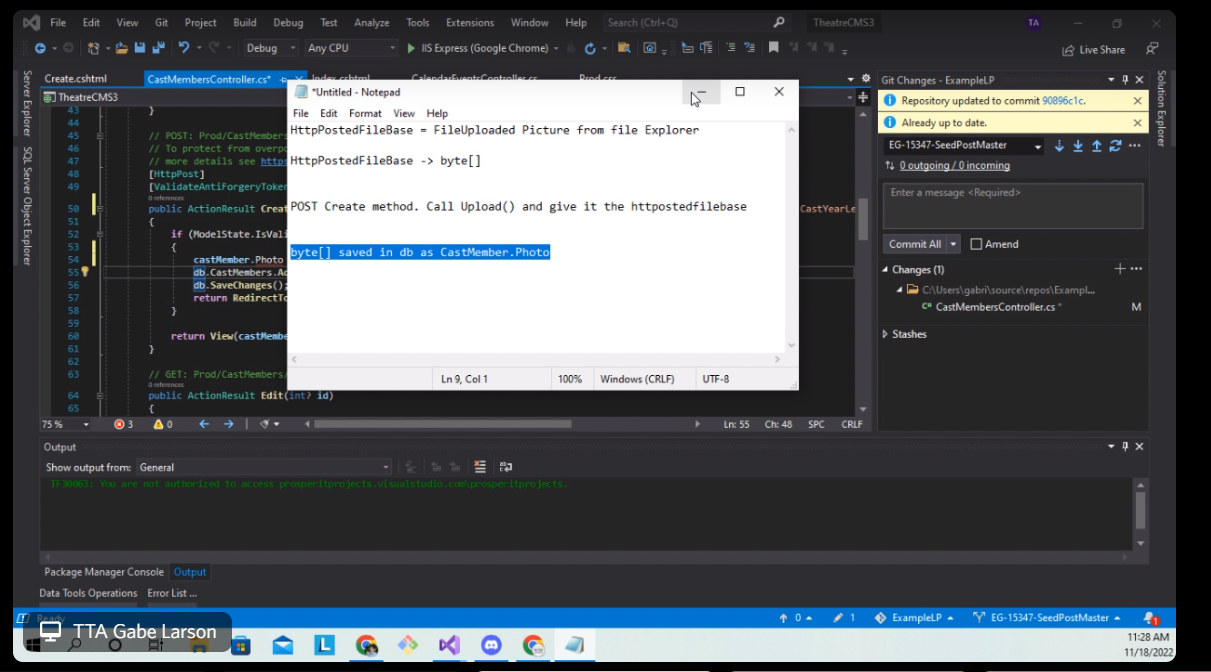 File Edit View Git Project Build Debug Test Analyze Tools Extensions Window Help Search (Ctrl+Q) TheatreCMS3 TA
Debug Any CPU IIS Express (Google Chrome) Live Share
Server Explorer
SQL Server Object Explorer
Create.cshtml CastMembersController.cs* Index.cshtml CalendarEventsController.cs Prod.css
TheatreCMS3
43 }
44
45 // POST: Prod/CastMembers
46 // To protect from overpo
47 // more details see https
48 [HttpPost]
49 [ValidateAntiForgeryToken
0 references
50 public ActionResult Creat CastYearLe
51 {
52 if (ModelState.IsVali
53 {
54 castMember.Photo
55 db.CastMembers.Ad
56 db.SaveChanges();
57 return RedirectTo
58 }
59
60 return View(castMembe
61 }
62
63 // GET: Prod/CastMembers/
0 references
64 public ActionResult Edit(int? id)
65 {
*Untitled - Notepad
File Edit Format View Help
HttpPostedFileBase = FileUploaded Picture from file Explorer
HttpPostedFileBase -> byte[]
POST Create method. Call Upload() and give it the httpostedfilebase
byte[] saved in db as CastMember.Photo
Ln 9, Col 1 100% Windows (CRLF) UTF-8
75 % 3 0 Ln: 55 Ch: 48 SPC CRLF
Git Changes - ExampleLP
Repository updated to commit 90896c1c.
Already up to date.
EG-15347-SeedPostMaster
0 outgoing / 0 incoming
Enter a message <Required>
Commit All Amend
Changes (1)
C:\Users\gabri\source\repos\Exampl...
C# CastMembersController.cs * M
Stashes
Solution Explorer
Output
Show output from: General
TF30063: You are not authorized to access prosperitprojects.visualstudio.com\prosperitprojects.
Package Manager Console Output
Data Tools Operations Error List ...
Ready 0 1 ExampleLP EG-15347-SeedPostMaster 1
TTA Gabe Larson
L
11:28 AM
11/18/2022